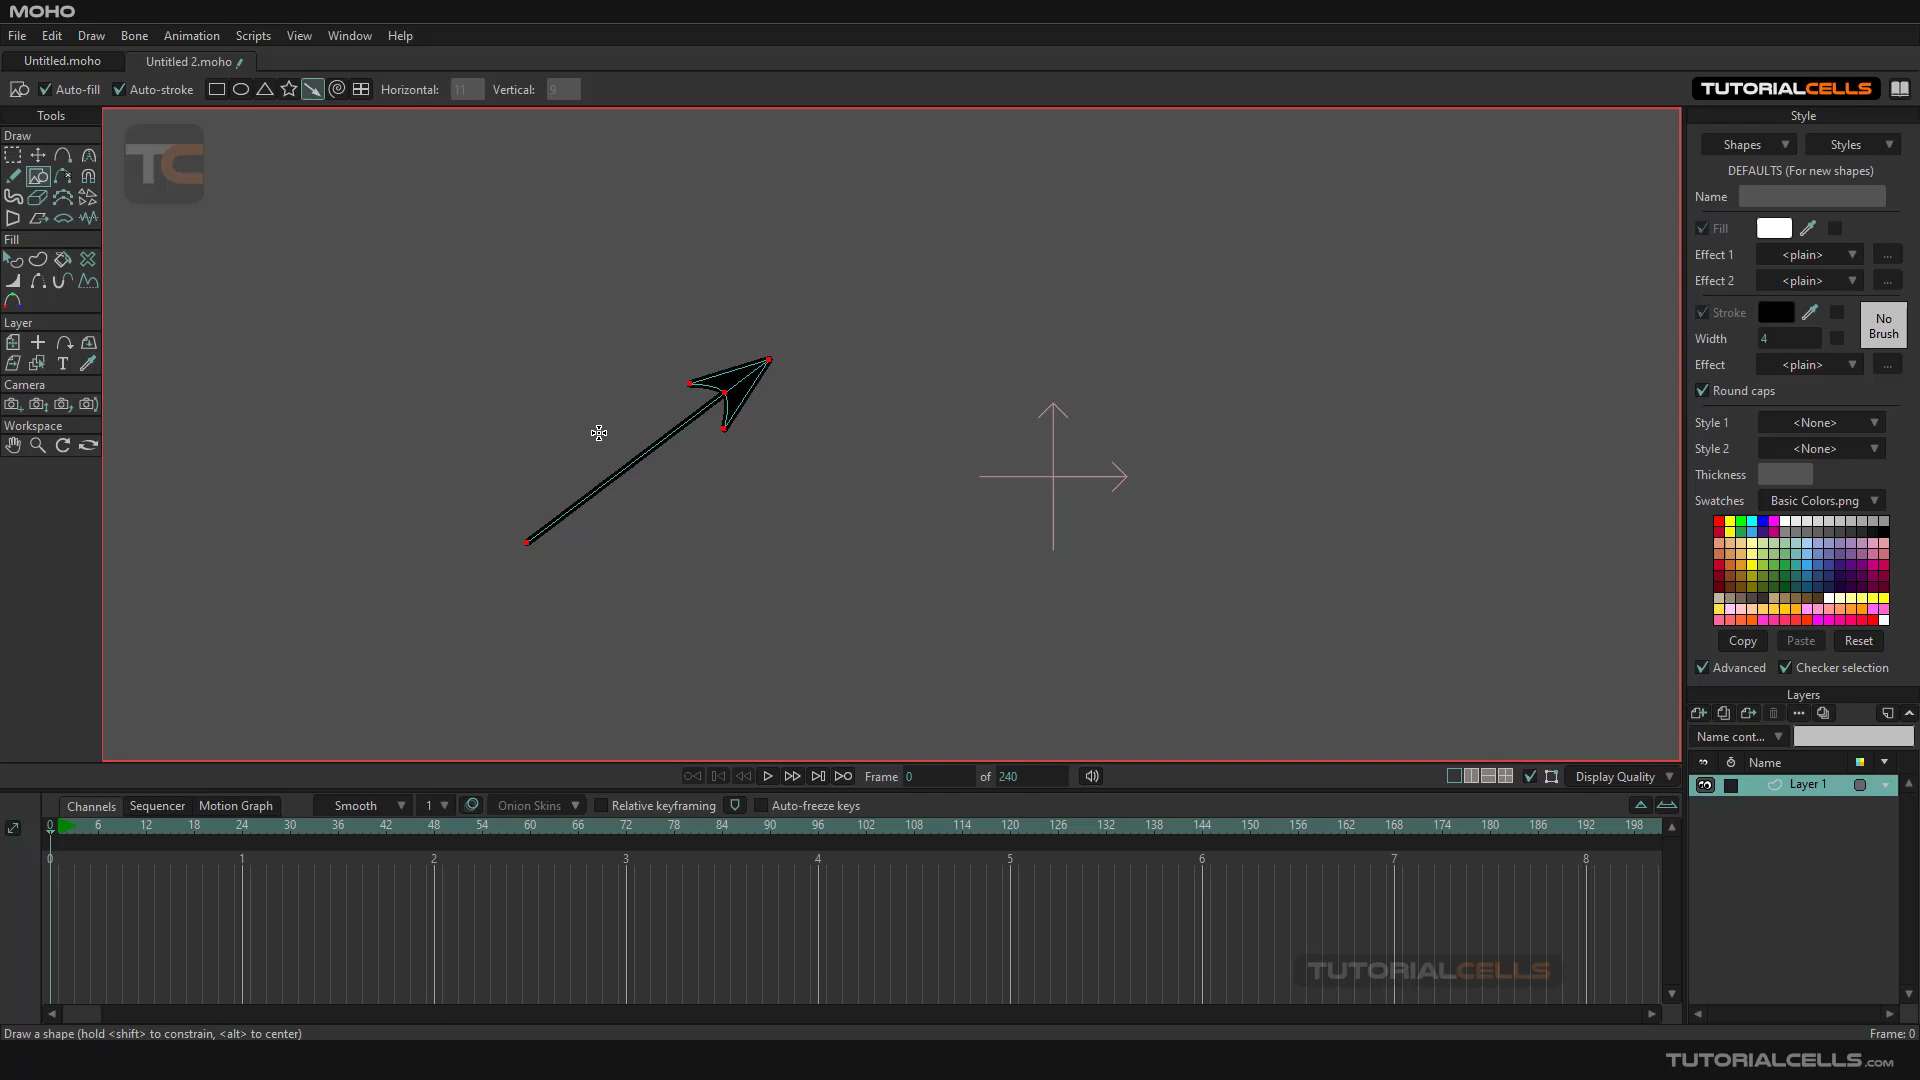 MOHO
File Edit Draw Bone Animation Scripts View Window Help
Untitled.moho Untitled 2.moho
Auto-fill Auto-stroke Horizontal: 11 Vertical: 9
TUTORIALCELLS
Tools
Style
Draw
TC
Shapes Styles
DEFAULTS (For new shapes)
Name
Fill
Fill
Effect 1 <plain> ...
Effect 2 <plain> ...
Stroke
No Brush
Width 4
Effect <plain> ...
Round caps
Layer
Camera
Workspace
Style 1 <None>
Style 2 <None>
Thickness
Swatches Basic Colors.png
Copy Paste Reset
Advanced Checker selection
Layers
Name cont...
Name
Layer 1
Frame 0 of 240
Display Quality
Channels Sequencer Motion Graph Smooth 1 Onion Skins Relative keyframing Auto-freeze keys
0 6 12 18 24 30 36 42 48 54 60 66 72 78 84 90 96 102 108 114 120 126 132 138 144 150 156 162 168 174 180 186 192 198
0 1 2 3 4 5 6 7 8
TUTORIALCELLS
Draw a shape (hold <shift> to constrain, <alt> to center)
Frame: 0
TUTORIALCELLS.COM